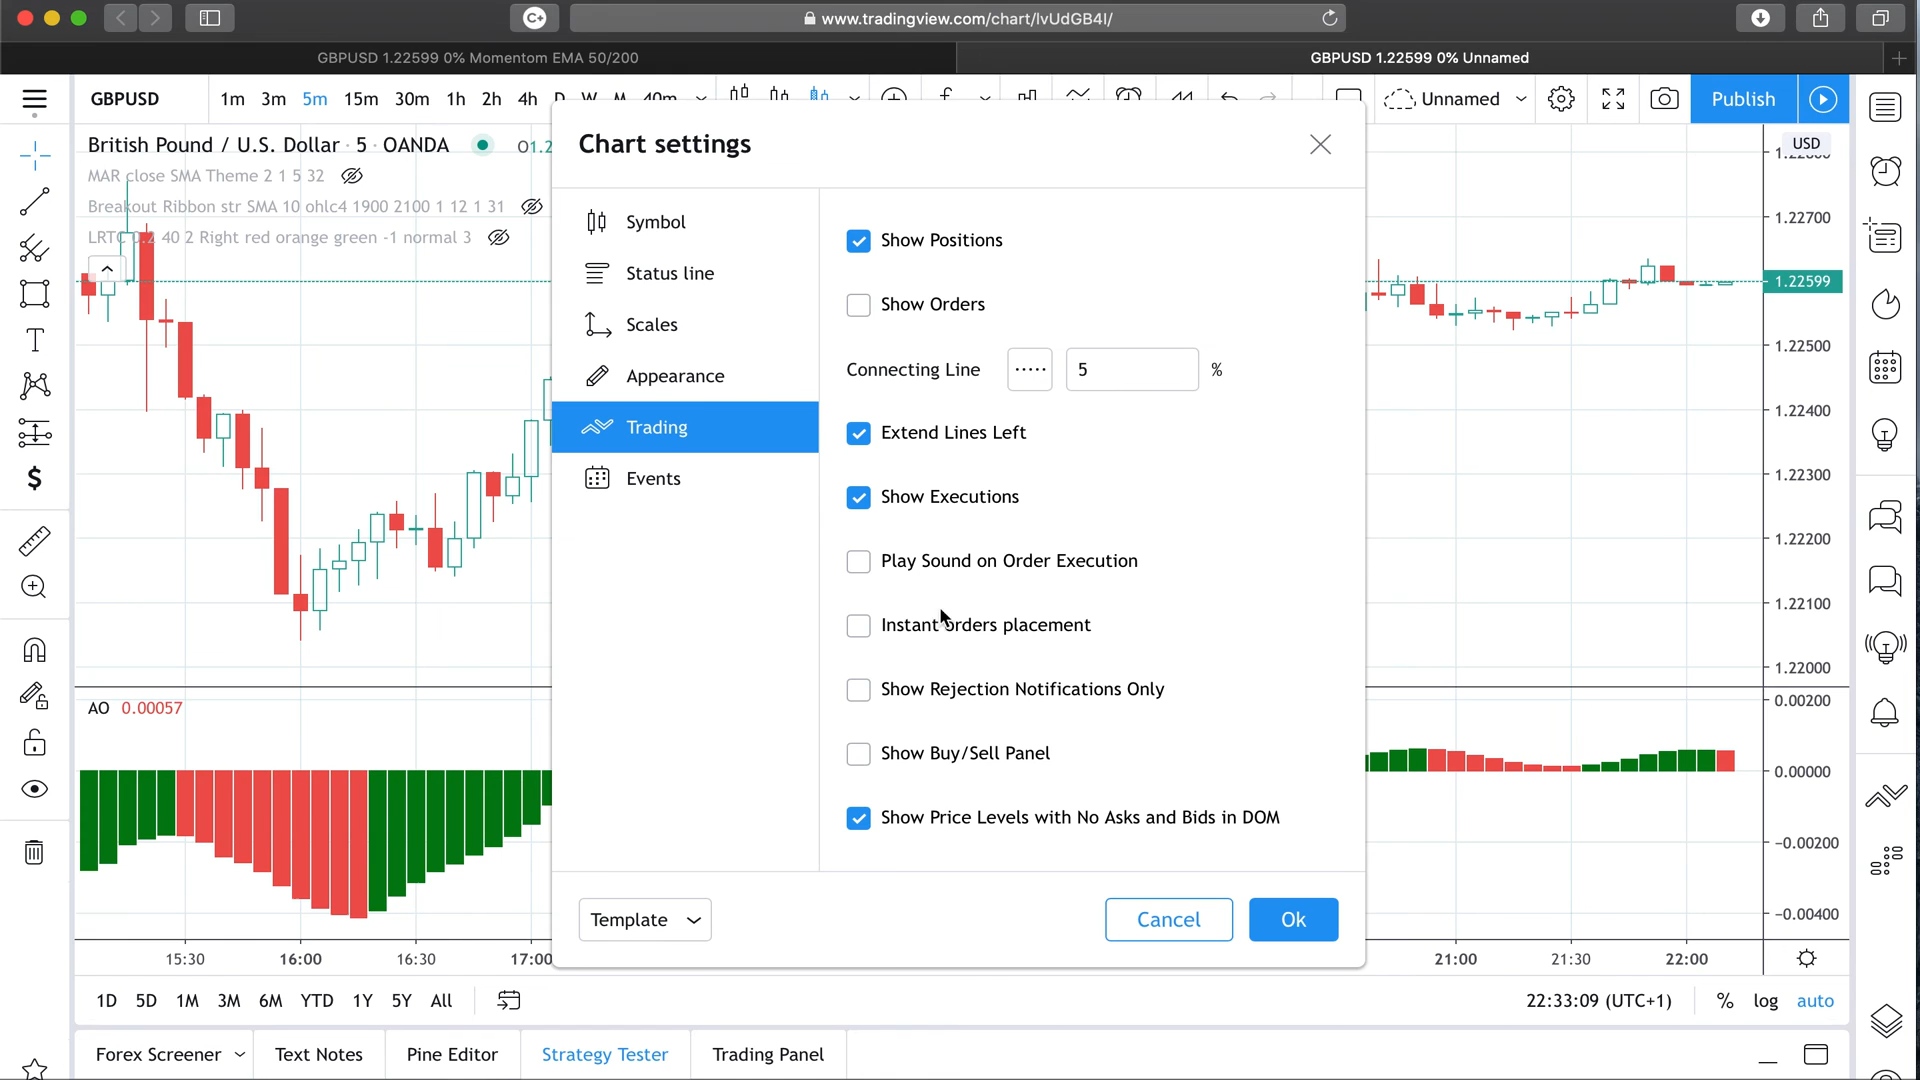 www.tradingview.com/chart/lvUdGB4I/
GBPUSD 1.22599 0% Momentom EMA 50/200
GBPUSD 1.22599 0% Unnamed
GBPUSD 1m 3m 5m 15m 30m 1h 2h 4h D W M 40m Unnamed Publish
British Pound / U.S. Dollar · 5 · OANDA O1.2
MAR close SMA Theme 2 1 5 32
Breakout Ribbon str SMA 10 ohlc4 1900 2100 1 12 1 31
LRTC 0.2 40 2 Right red orange green -1 normal 3
Chart settings
Symbol
Status line
Scales
Appearance
Trading
Events
Show Positions
Show Orders
Connecting Line 5 %
Extend Lines Left
Show Executions
Play Sound on Order Execution
Instant orders placement
Show Rejection Notifications Only
Show Buy/Sell Panel
Show Price Levels with No Asks and Bids in DOM
Template Cancel Ok
USD
1.22700
1.22599
1.22500
1.22400
1.22300
1.22200
1.22100
1.22000
AO 0.00057
0.00200
0.00000
−0.00200
−0.00400
15:30 16:00 16:30 17:00 21:00 21:30 22:00
1D 5D 1M 3M 6M YTD 1Y 5Y All 22:33:09 (UTC+1) % log auto
Forex Screener Text Notes Pine Editor Strategy Tester Trading Panel